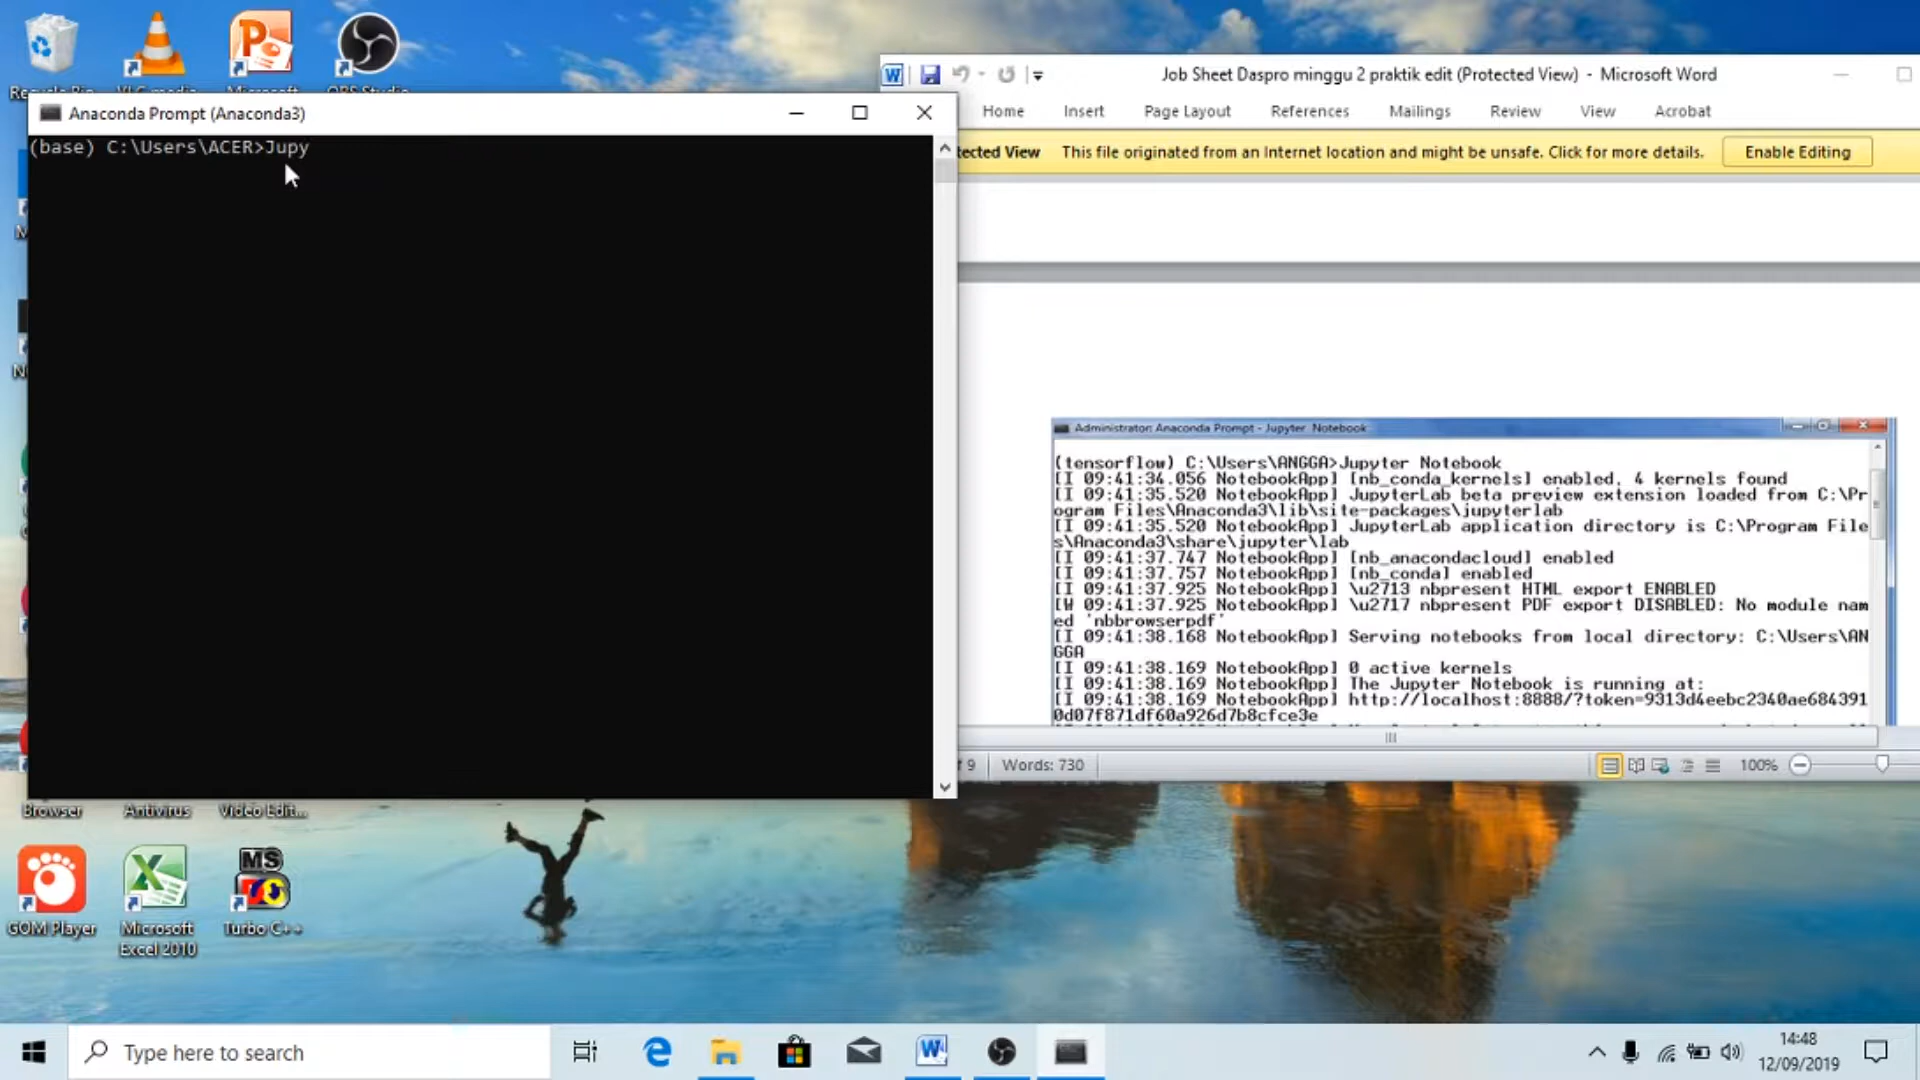 Job Sheet Daspro minggu 2 praktik edit (Protected View) - Microsoft Word
Anaconda Prompt (Anaconda3)
Home Insert Page Layout References Mailings Review View Acrobat
(base) C:\Users\ACER>Jupy
View This file originated from an Internet location and might be unsafe. Click for more details. Enable Editing
Administrator: Anaconda Prompt - Jupyter Notebook
(tensorflow) C:\Users\ANGGA>Jupyter Notebook
[I 09:41:34.056 NotebookApp] [nb_conda_kernels] enabled, 4 kernels found
[I 09:41:35.520 NotebookApp] JupyterLab beta preview extension loaded from C:\Pr
ogram Files\Anaconda3\lib\site-packages\jupyterlab
[I 09:41:35.520 NotebookApp] JupyterLab application directory is C:\Program File
s\Anaconda3\share\jupyter\lab
[I 09:41:37.747 NotebookApp] [nb_anacondacloud] enabled
[I 09:41:37.757 NotebookApp] [nb_conda] enabled
[I 09:41:37.925 NotebookApp] \u2713 nbpresent HTML export ENABLED
[W 09:41:37.925 NotebookApp] \u2717 nbpresent PDF export DISABLED: No module nam
ed 'nbbrowserpdf'
[I 09:41:38.168 NotebookApp] Serving notebooks from local directory: C:\Users\AN
GGA
[I 09:41:38.169 NotebookApp] 0 active kernels
[I 09:41:38.169 NotebookApp] The Jupyter Notebook is running at:
[I 09:41:38.169 NotebookApp] http://localhost:8888/?token=9313d4eebc2340ae684391
0d07f871df60a926d7b8cfce3e
9 Words: 730 100%
Browser Antivirus Video Edit...
MS
GOM Player Microsoft Excel 2010 Turbo C++
Type here to search
14:48
12/09/2019